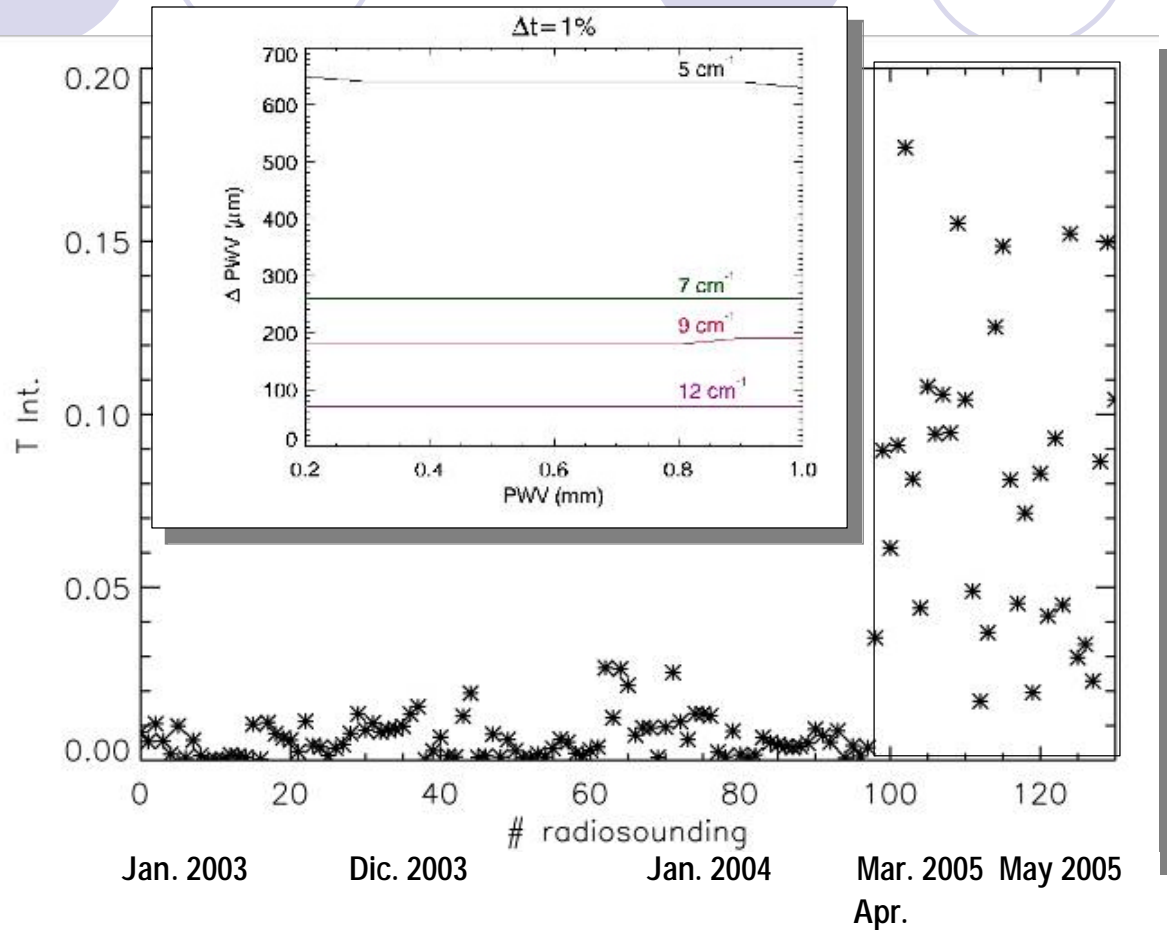 Δt=1%
700
600
500
400
300
200
100
0
Δ PWV (μm)
5 cm⁻¹
7 cm⁻¹
9 cm⁻¹
12 cm⁻¹
0.2 0.4 0.6 0.8 1.0
PWV (mm)
0.20
0.15
0.10
0.05
0.00
T Int.
0 20 40 60 80 100 120
# radiosounding
Jan. 2003 Dic. 2003 Jan. 2004 Mar. 2005 May 2005
Apr.